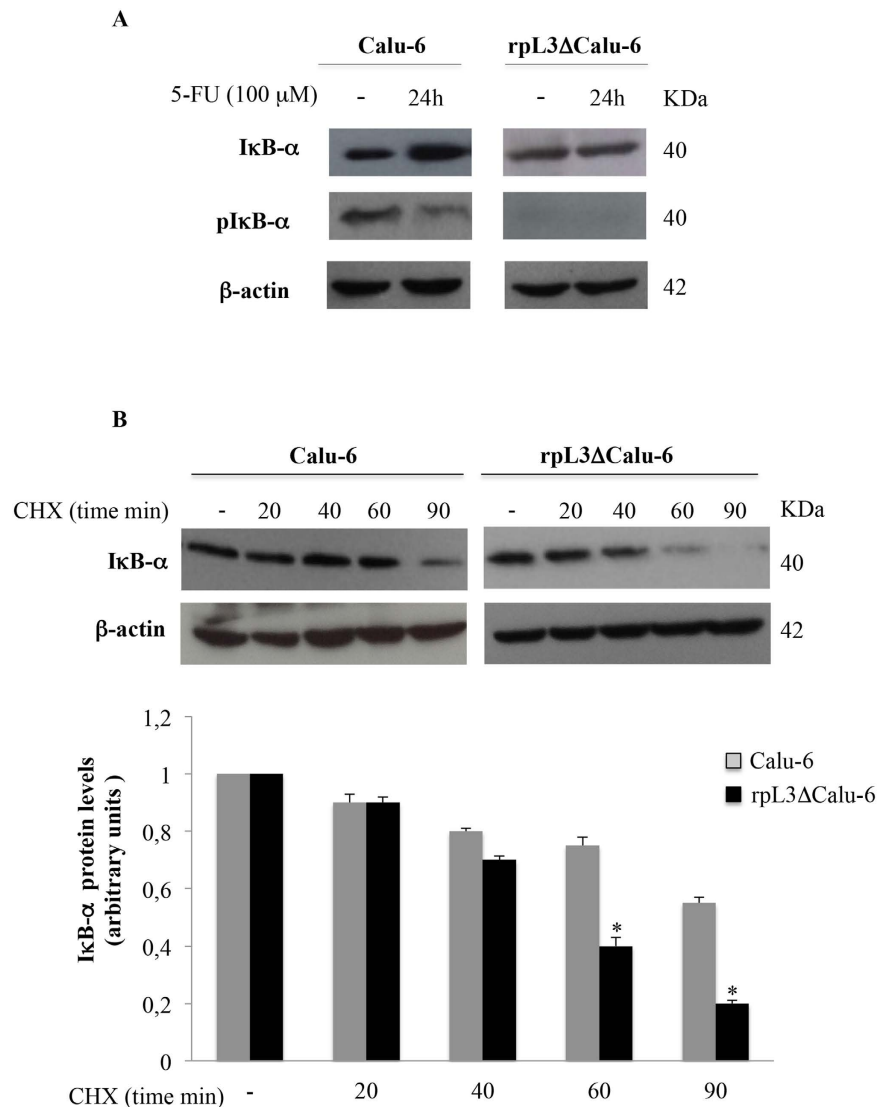 A
Calu-6 rpL3ΔCalu-6
5-FU (100 µM) - 24h - 24h KDa
IκB-α 40
pIκB-α 40
β-actin 42
B
Calu-6 rpL3ΔCalu-6
CHX (time min) - 20 40 60 90 - 20 40 60 90 KDa
IκB-α 40
β-actin 42
IκB-α protein levels
(arbitrary units )
1,2
1
0,8
0,6
0,4
0,2
0
Calu-6
rpL3ΔCalu-6
* *
CHX (time min) - 20 40 60 90